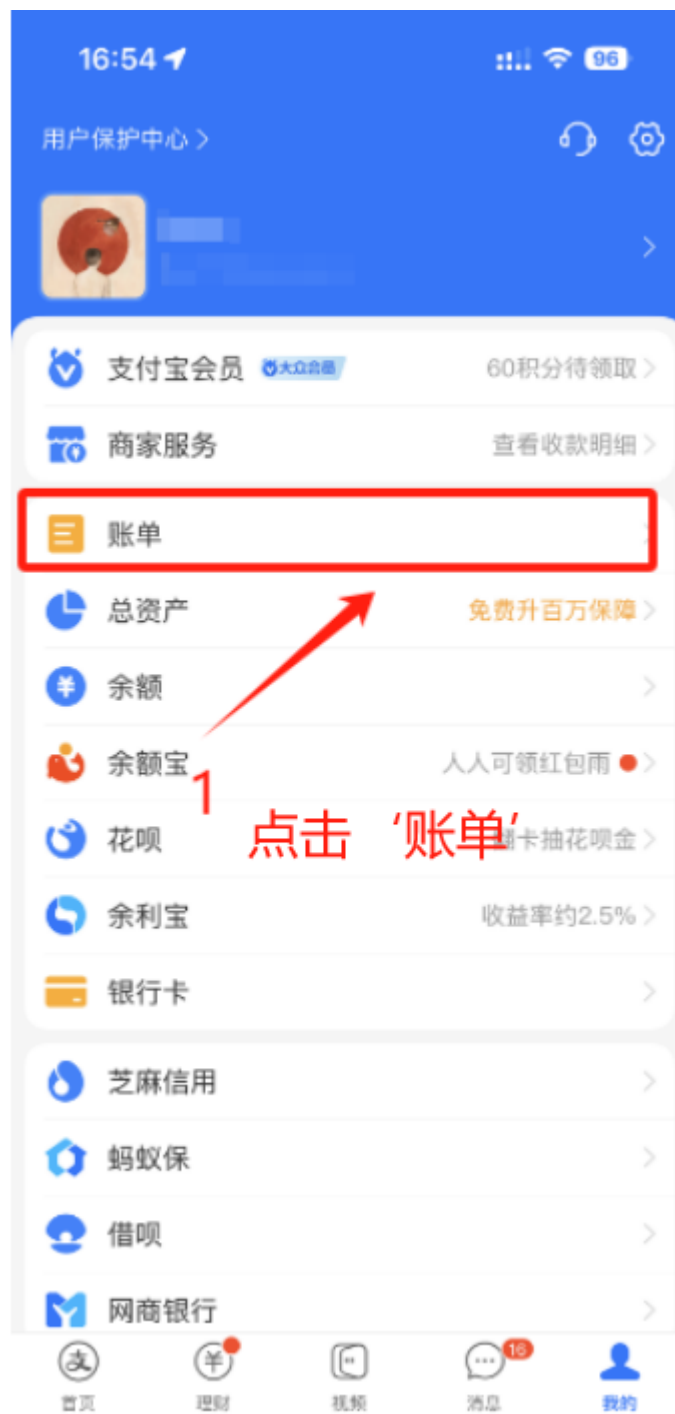 16:54
96
用户保护中心
支付宝会员 大众会员 60积分待领取
商家服务 查看收款明细
账单
总资产 免费升百万保障
余额
余额宝 人人可领红包雨
1
花呗 翻卡抽花呗金
点击 ‘账单’
余利宝 收益率约2.5%
银行卡
芝麻信用
蚂蚁保
借呗
网商银行
16
首页 理财 视频 消息 我的